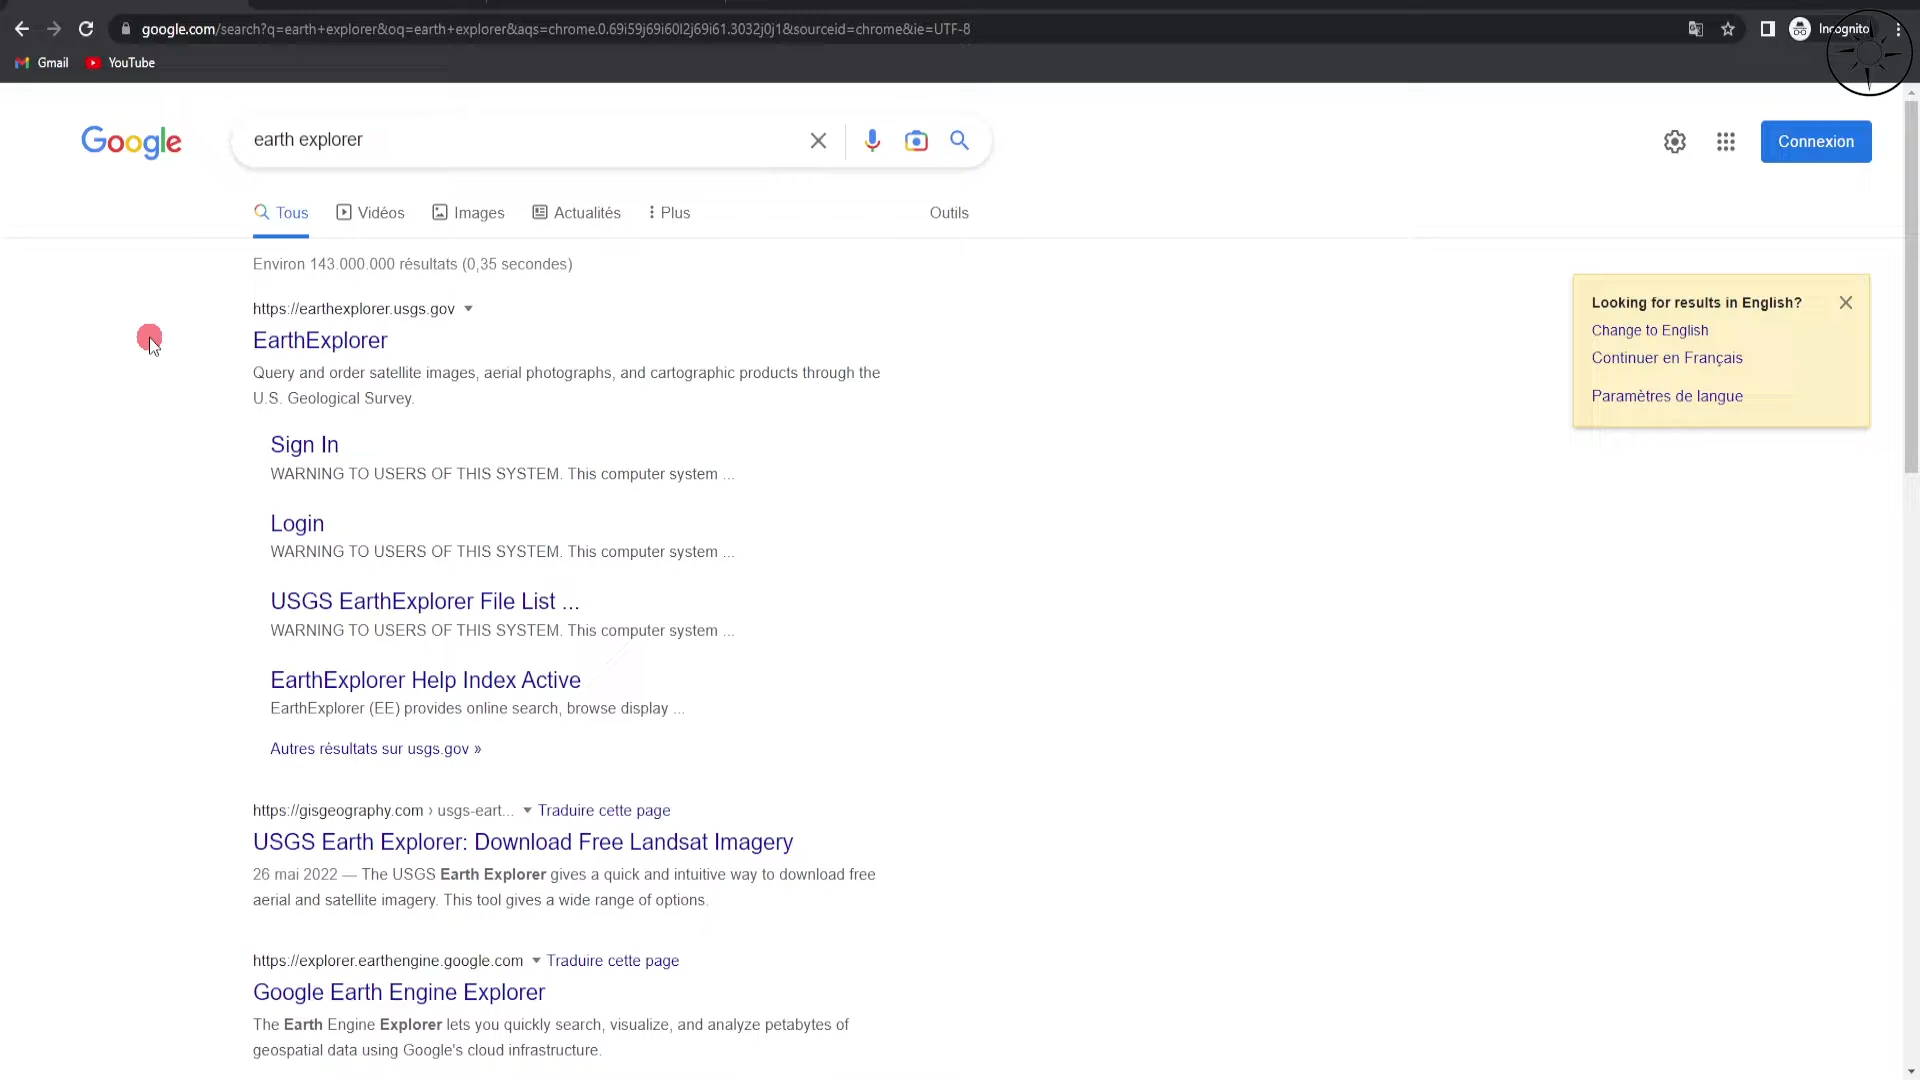 google.com/search?q=earth+explorer&oq=earth+explorer&aqs=chrome.0.69i59j69i60l2j69i61.3032j0j1&sourceid=chrome&ie=UTF-8
Incognito
Gmail
YouTube
Google
earth explorer
Connexion
Tous
Vidéos
Images
Actualités
Plus
Outils
Environ 143.000.000 résultats (0,35 secondes)
https://earthexplorer.usgs.gov
EarthExplorer
Query and order satellite images, aerial photographs, and cartographic products through the
U.S. Geological Survey.
Sign In
WARNING TO USERS OF THIS SYSTEM. This computer system ...
Login
WARNING TO USERS OF THIS SYSTEM. This computer system ...
USGS EarthExplorer File List ...
WARNING TO USERS OF THIS SYSTEM. This computer system ...
EarthExplorer Help Index Active
EarthExplorer (EE) provides online search, browse display ...
Autres résultats sur usgs.gov »
https://gisgeography.com › usgs-eart... Traduire cette page
USGS Earth Explorer: Download Free Landsat Imagery
26 mai 2022 — The USGS Earth Explorer gives a quick and intuitive way to download free
aerial and satellite imagery. This tool gives a wide range of options.
https://explorer.earthengine.google.com Traduire cette page
Google Earth Engine Explorer
The Earth Engine Explorer lets you quickly search, visualize, and analyze petabytes of
geospatial data using Google's cloud infrastructure.
Looking for results in English?
Change to English
Continuer en Français
Paramètres de langue